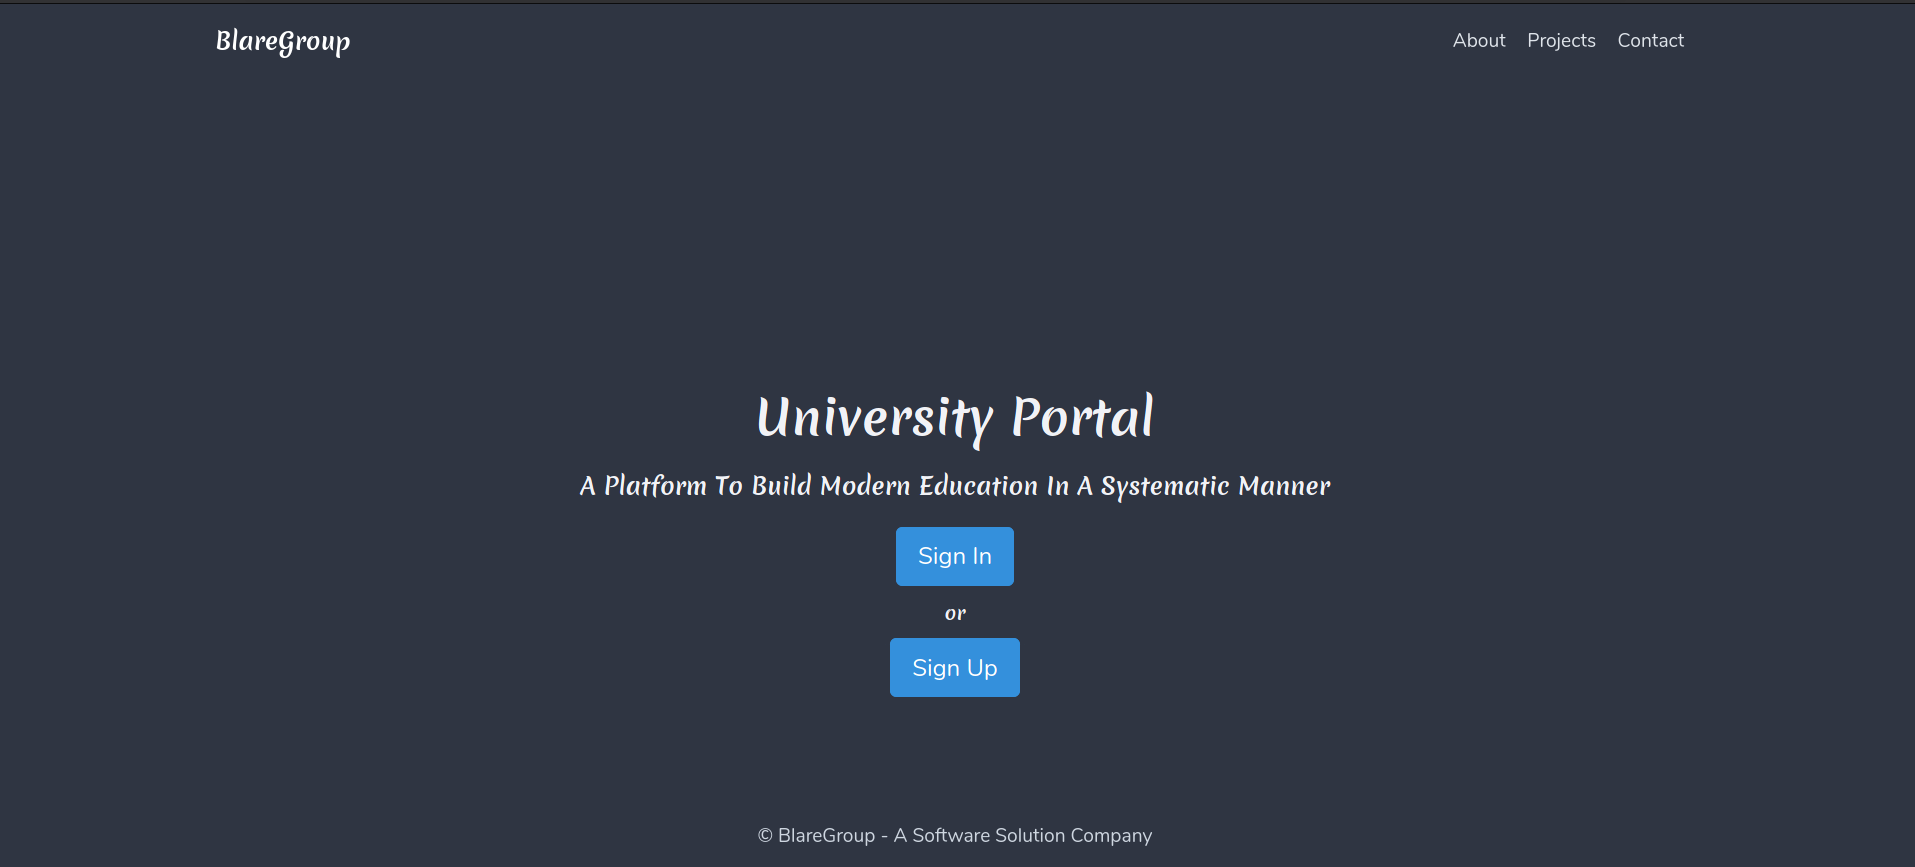 BlareGroup
About Projects Contact
University Portal
A Platform To Build Modern Education In A Systematic Manner
Sign In
or
Sign Up
© BlareGroup - A Software Solution Company